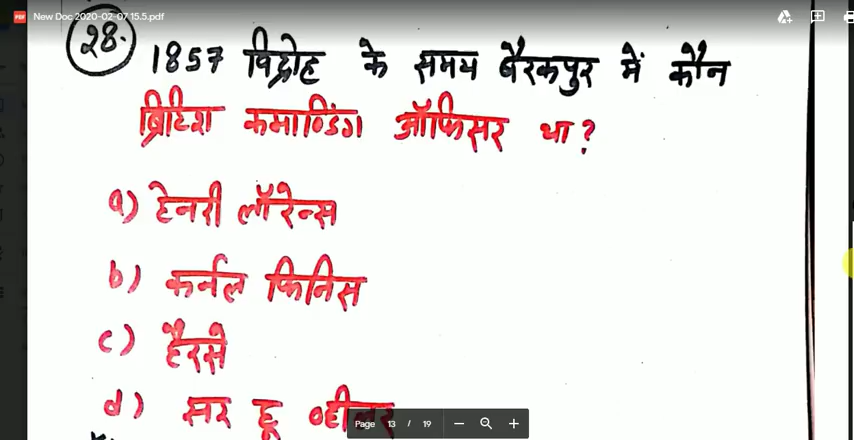 New Doc 2020-02-07 15.5.pdf
28. 1857 विद्रोह के समय बैरकपुर में कौन
ब्रिटिश कमाण्डिंग ऑफिसर था?
a) हेनरी लॉरेन्स
b) कर्नल फिनिस
c) हैरसे
d) सर हू व्हीलर
Page 13 / 19